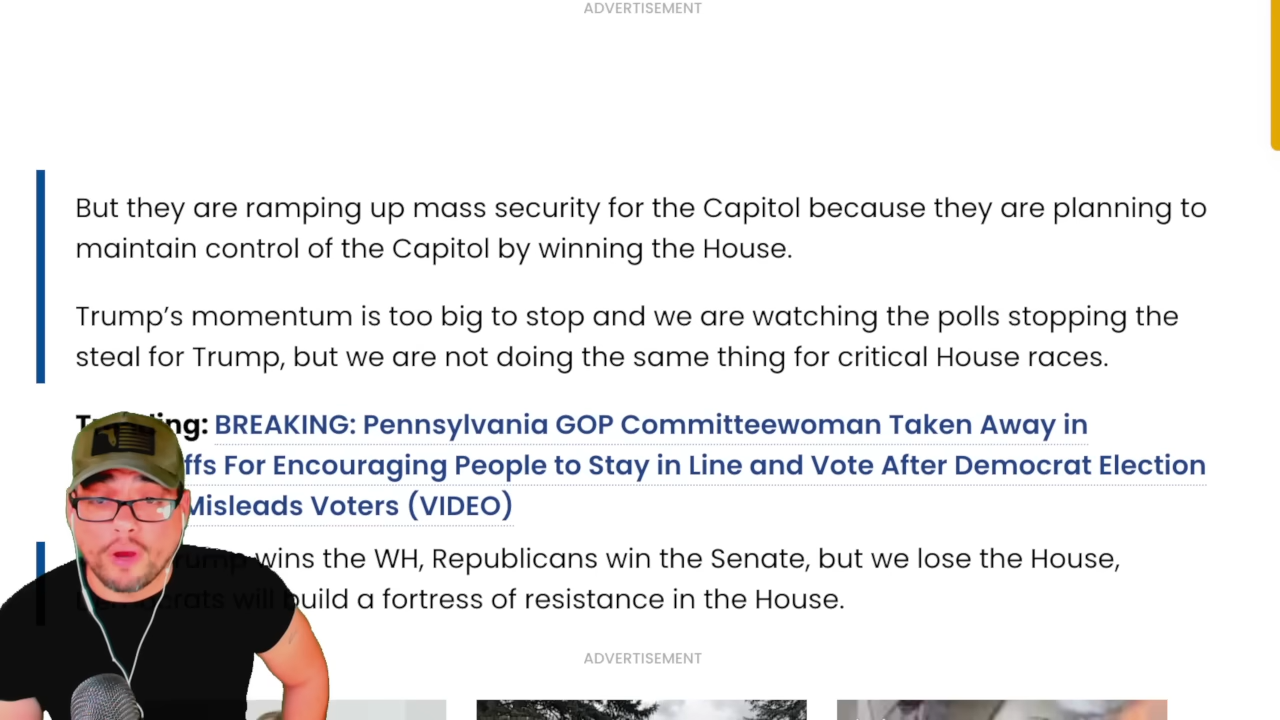 ADVERTISEMENT
But they are ramping up mass security for the Capitol because they are planning to
maintain control of the Capitol by winning the House.
Trump’s momentum is too big to stop and we are watching the polls stopping the
steal for Trump, but we are not doing the same thing for critical House races.
BREAKING: Pennsylvania GOP Committeewoman Taken Away in
For Encouraging People to Stay in Line and Vote After Democrat Election
Misleads Voters (VIDEO)
Trump wins the WH, Republicans win the Senate, but we lose the House,
Democrats will build a fortress of resistance in the House.
ADVERTISEMENT